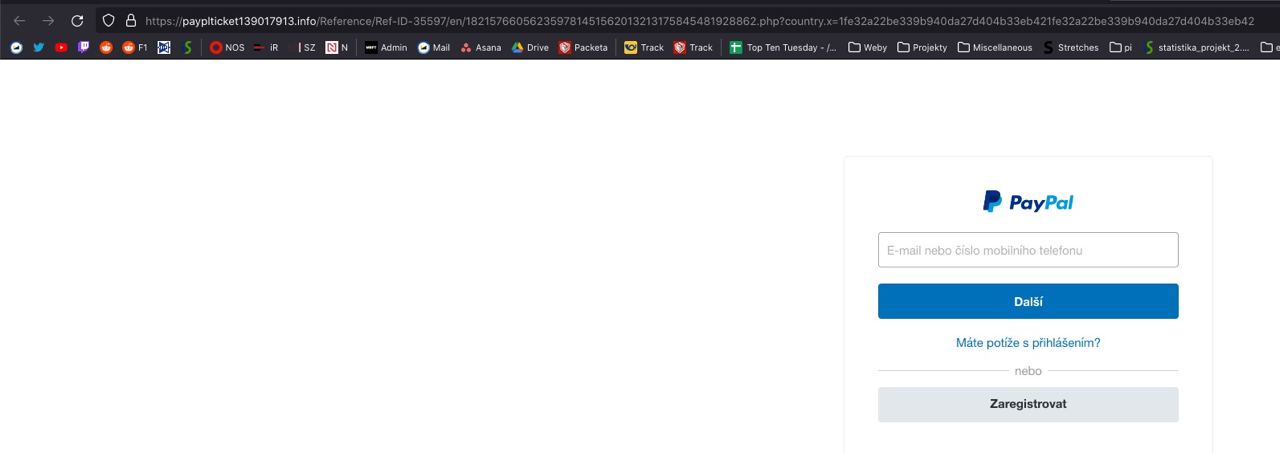 https://payplticket139017913.info/Reference/Ref-ID-35597/en/182157660562359781451562013213175845481928862.php?country.x=1fe32a22be339b940da27d404b33eb421fe32a22be339b940da27d404b33eb42
F1 NOS iR SZ N Admin Mail Asana Drive Packeta Track Track Top Ten Tuesday - /... Weby Projekty Miscellaneous Stretches pi statistika_projekt_2....
PayPal
E-mail nebo číslo mobilního telefonu
Další
Máte potíže s přihlášením?
nebo
Zaregistrovat